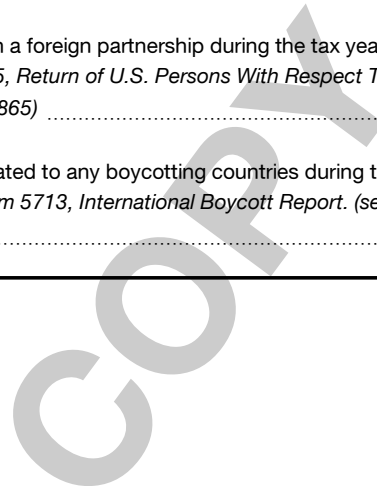 a foreign partnership during the tax yea
5, Return of U.S. Persons With Respect T
865)
ated to any boycotting countries during t
m 5713, International Boycott Report. (se
COPY